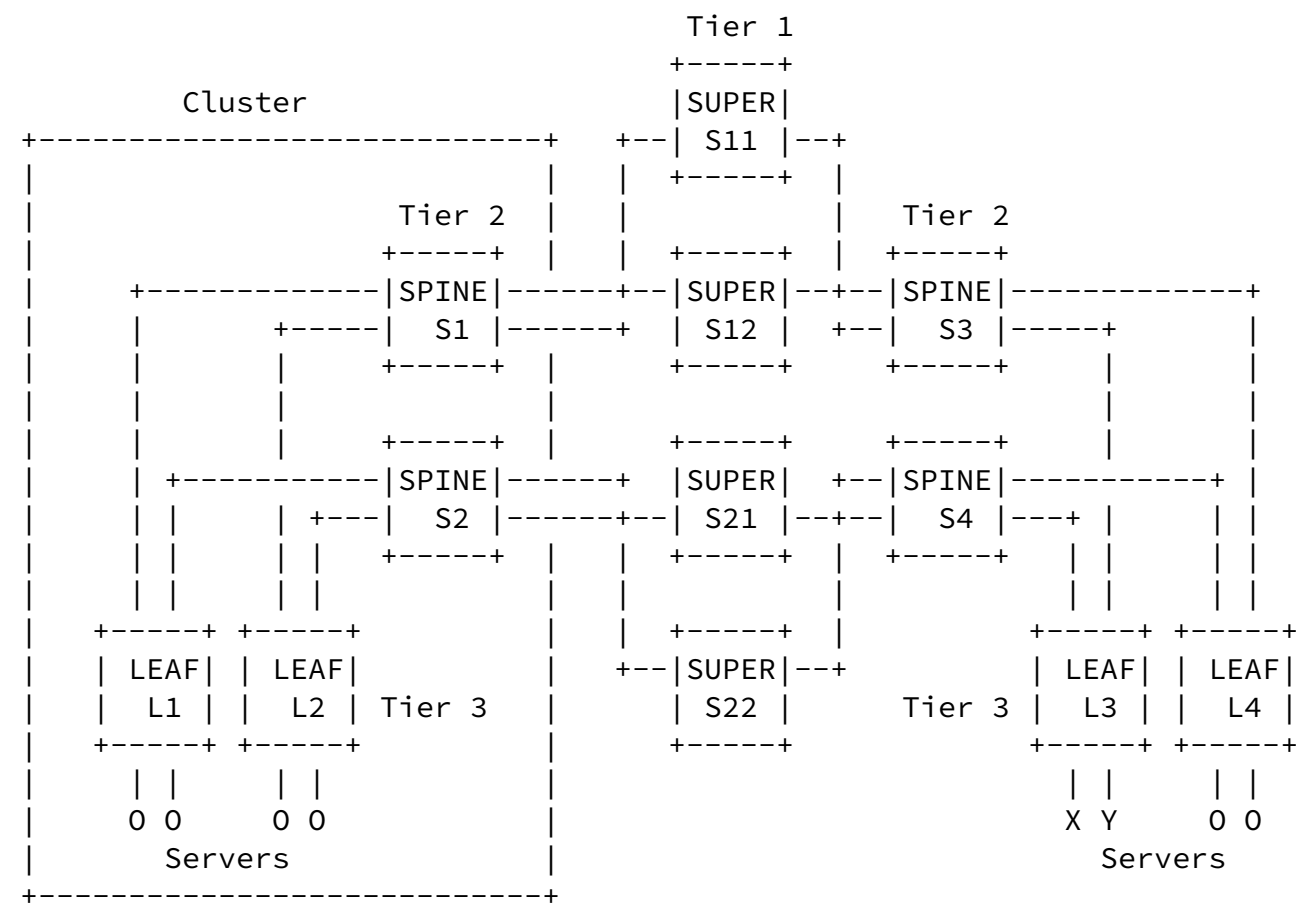 Tier 1
Cluster
SUPER
S11
Tier 2
Tier 2
SPINE SUPER SPINE
S1 S12 S3
SPINE SUPER SPINE
S2 S21 S4
LEAF LEAF SUPER LEAF LEAF
L1 L2 Tier 3 S22 Tier 3 L3 L4
O O O O X Y O O
Servers Servers